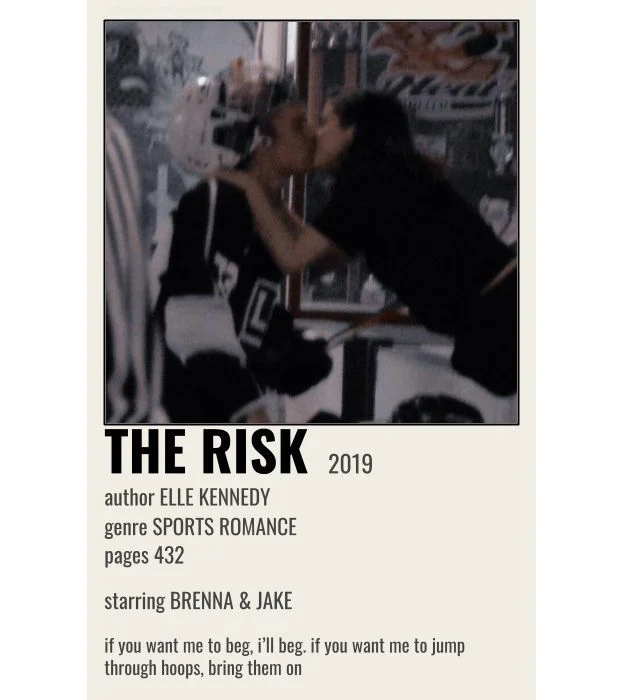 Heat
THE RISK 2019
author ELLE KENNEDY
genre SPORTS ROMANCE
pages 432
starring BRENNA & JAKE
if you want me to beg, i'll beg. if you want me to jump
through hoops, bring them on